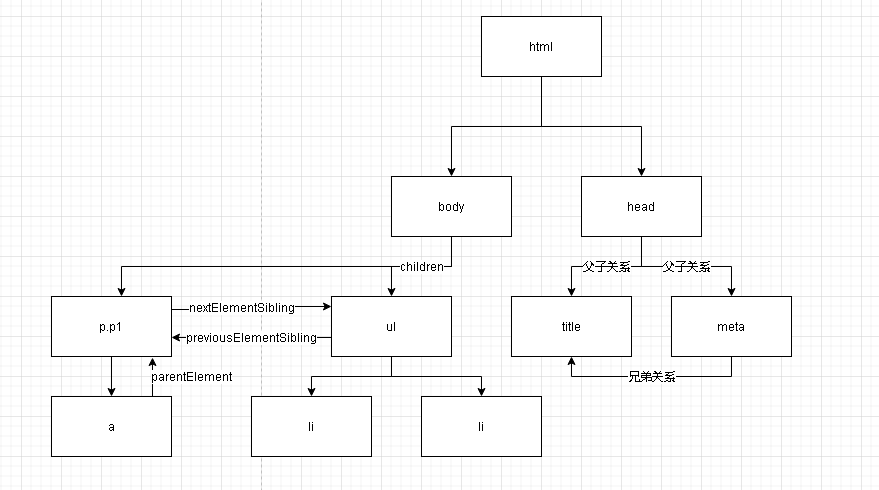 html
body
head
children
父子关系
父子关系
p.p1
nextElementSibling
previousElementSibling
ul
title
meta
parentElement
兄弟关系
a
li
li